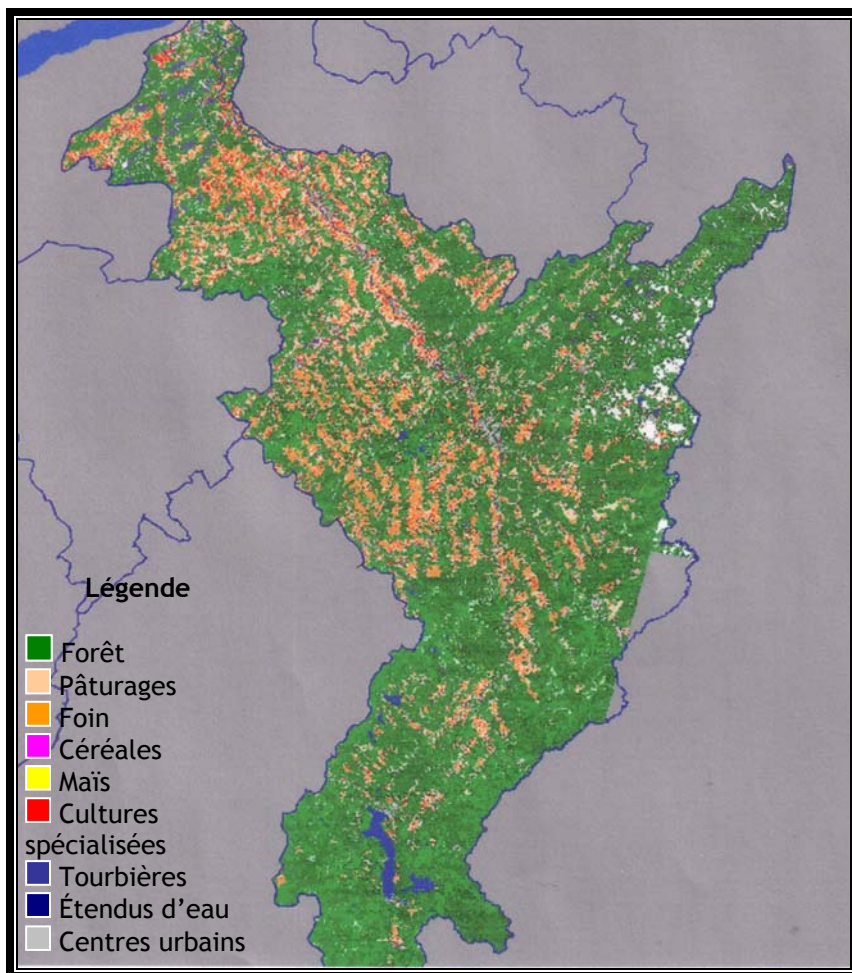 Légende
Forêt
Pâturages
Foin
Céréales
Maïs
Cultures
spécialisées
Tourbières
Étendus d’eau
Centres urbains